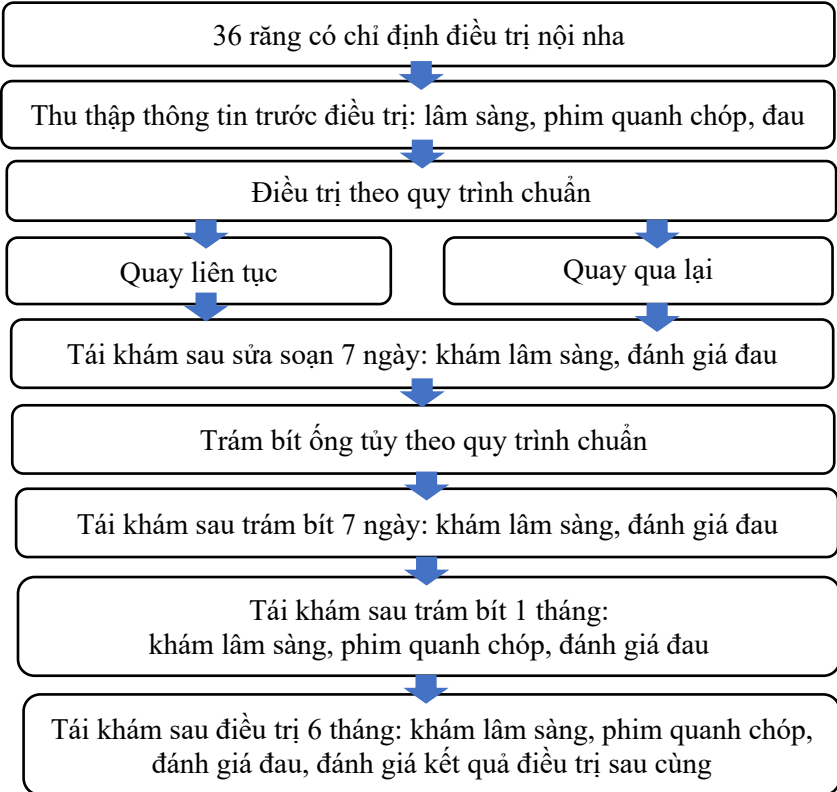 36 răng có chỉ định điều trị nội nha
Thu thập thông tin trước điều trị: lâm sàng, phim quanh chóp, đau
Điều trị theo quy trình chuẩn
Quay liên tục
Quay qua lại
Tái khám sau sửa soạn 7 ngày: khám lâm sàng, đánh giá đau
Trám bít ống tủy theo quy trình chuẩn
Tái khám sau trám bít 7 ngày: khám lâm sàng, đánh giá đau
Tái khám sau trám bít 1 tháng:
khám lâm sàng, phim quanh chóp, đánh giá đau
Tái khám sau điều trị 6 tháng: khám lâm sàng, phim quanh chóp,
đánh giá đau, đánh giá kết quả điều trị sau cùng